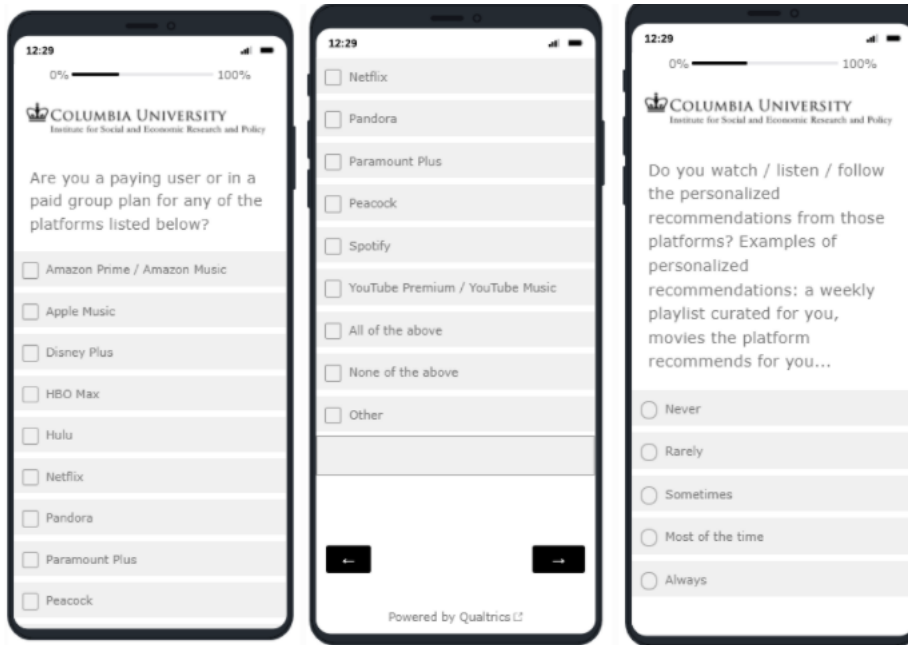 12:29
0% 100%
COLUMBIA UNIVERSITY
Institute for Social and Economic Research and Policy
Are you a paying user or in a
paid group plan for any of the
platforms listed below?
Amazon Prime / Amazon Music
Apple Music
Disney Plus
HBO Max
Hulu
Netflix
Pandora
Paramount Plus
Peacock
12:29
Netflix
Pandora
Paramount Plus
Peacock
Spotify
YouTube Premium / YouTube Music
All of the above
None of the above
Other
← →
Powered by Qualtrics
12:29
0% 100%
COLUMBIA UNIVERSITY
Institute for Social and Economic Research and Policy
Do you watch / listen / follow
the personalized
recommendations from those
platforms? Examples of
personalized
recommendations: a weekly
playlist curated for you,
movies the platform
recommends for you...
Never
Rarely
Sometimes
Most of the time
Always